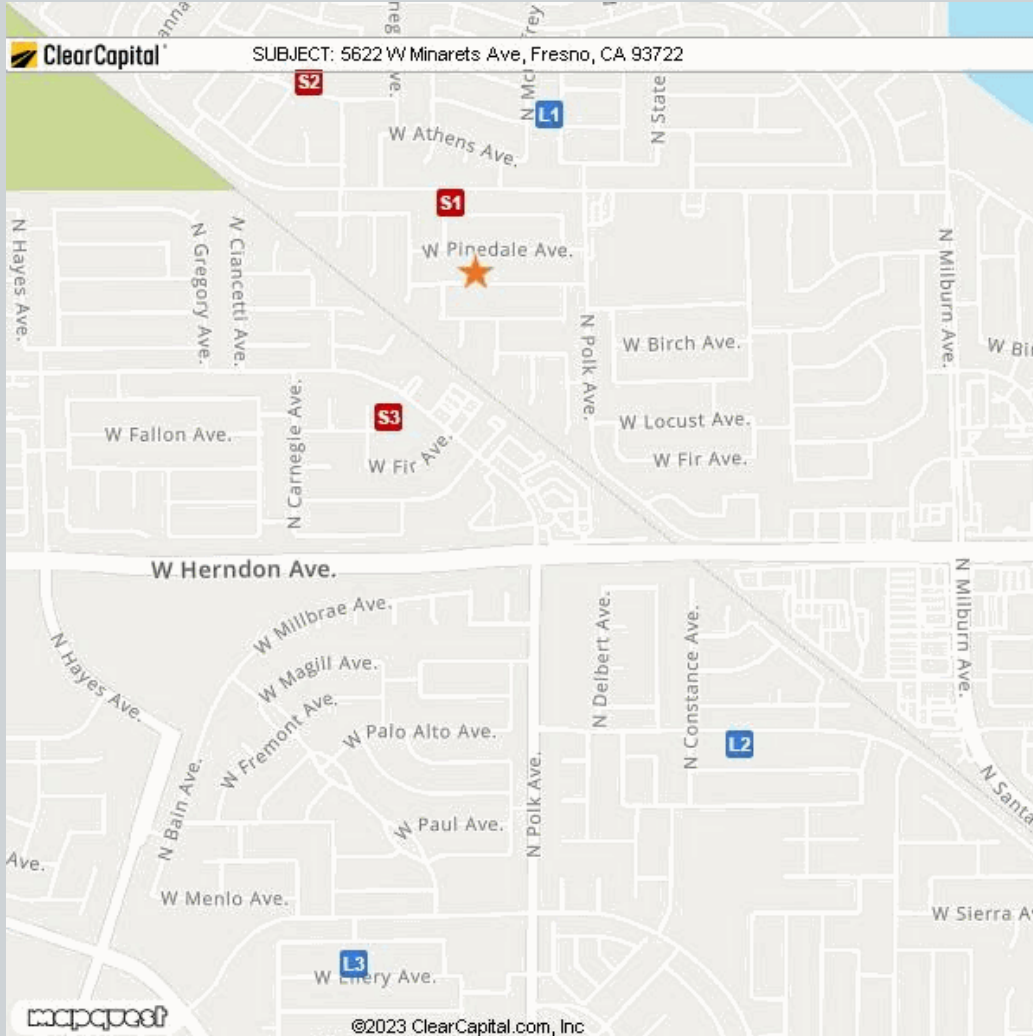 ClearCapital
SUBJECT: 5622 W Minarets Ave, Fresno, CA 93722
S2
L1
N State
W Athens Ave.
S1
W Pinedale Ave.
N Hayes Ave.
N Gregory Ave.
W Ciancetti Ave.
N Milburn Ave.
N Polk Ave.
W Birch Ave.
W Bir
N Carnegie Ave.
S3
W Fallon Ave.
W Locust Ave.
W Fir Ave.
W Fir Ave.
W Herndon Ave.
N Milburn Ave.
W Millbrae Ave.
N Delbert Ave.
N Constance Ave.
N Hayes Ave.
W Magill Ave.
W Fremont Ave.
W Palo Alto Ave.
L2
N Santa
N Bain Ave.
N Polk Ave.
W Paul Ave.
Ave.
W Menlo Ave.
W Sierra Av
L3
W Ellery Ave.
mapquest
©2023 ClearCapital.com, Inc